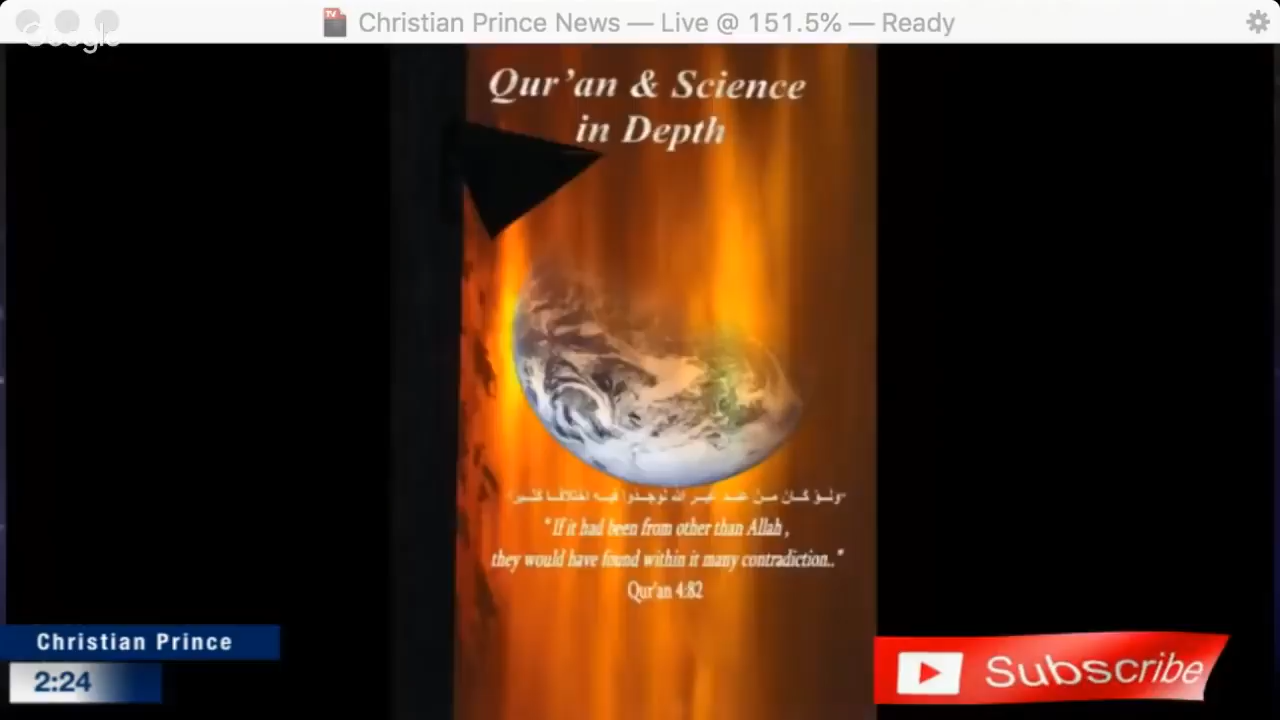 Google
Christian Prince News — Live @ 151.5% — Ready
Qur'an & Science
in Depth
"ولو كان من عند غير الله لوجدوا فيه اختلافا كثيرا"
"If it had been from other than Allah ,
they would have found within it many contradiction.."
Qur'an 4:82
Christian Prince
2:24
Subscribe